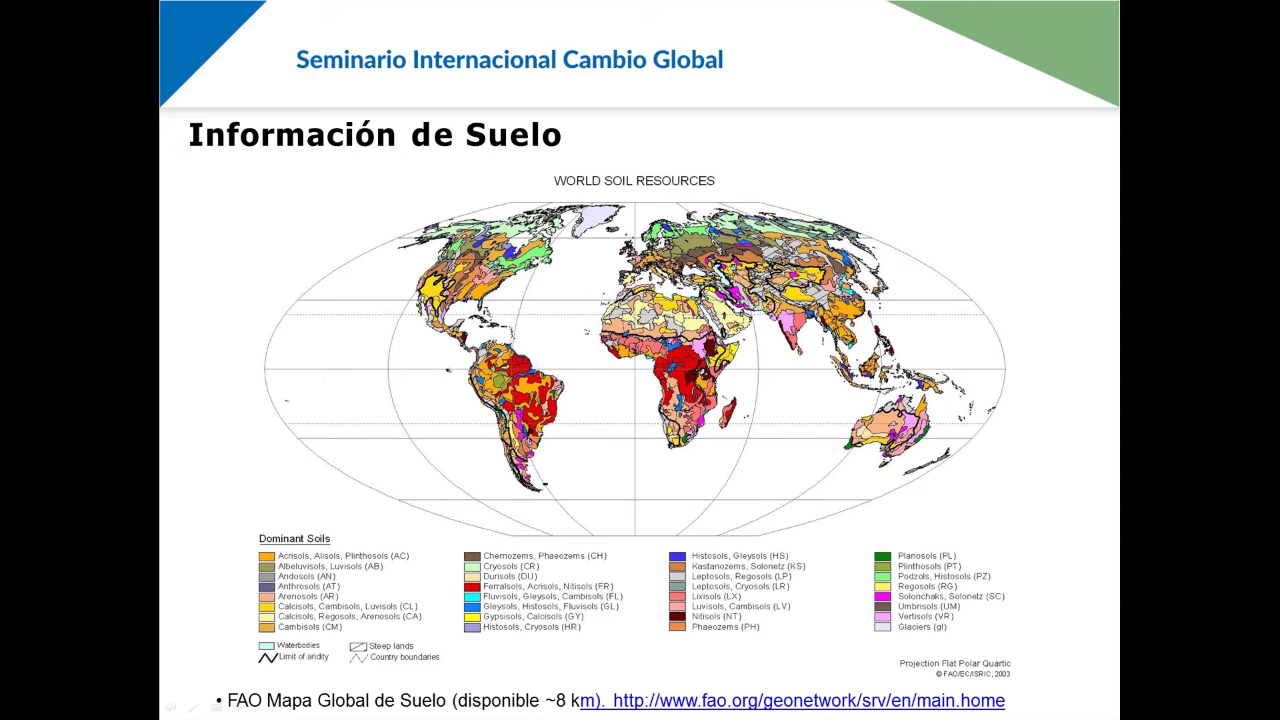 Seminario Internacional Cambio Global
Información de Suelo
WORLD SOIL RESOURCES
Dominant Soils
Acrisols, Alisols, Plinthosols (AC)
Albeluvisols, Luvisols (AB)
Andosols (AN)
Anthrosols (AT)
Arenosols (AR)
Calcisols, Cambisols, Luvisols (CL)
Calcisols, Regosols, Arenosols (CA)
Cambisols (CM)
Chernozems, Phaeozems (CH)
Cryosols (CR)
Durisols (DU)
Ferralsols, Acrisols, Nitisols (FR)
Fluvisols, Gleysols, Cambisols (FL)
Gleysols, Histosols, Fluvisols (GL)
Gypsisols, Calcisols (GY)
Histosols, Cryosols (HR)
Histosols, Gleysols (HS)
Kastanozems, Solonetz (KS)
Leptosols, Regosols (LP)
Leptosols, Cryosols (LR)
Lixisols (LX)
Luvisols, Cambisols (LV)
Nitisols (NT)
Phaeozems (PH)
Planosols (PL)
Plinthosols (PT)
Podzols, Histosols (PZ)
Regosols (RG)
Solonchaks, Solonetz (SC)
Umbrisols (UM)
Vertisols (VR)
Glaciers (gl)
Waterbodies
Limit of aridity
Steep lands
Country boundaries
Projection Flat Polar Quartic
© FAO/EC/ISRIC, 2003
• FAO Mapa Global de Suelo (disponible ~8 km). http://www.fao.org/geonetwork/srv/en/main.home